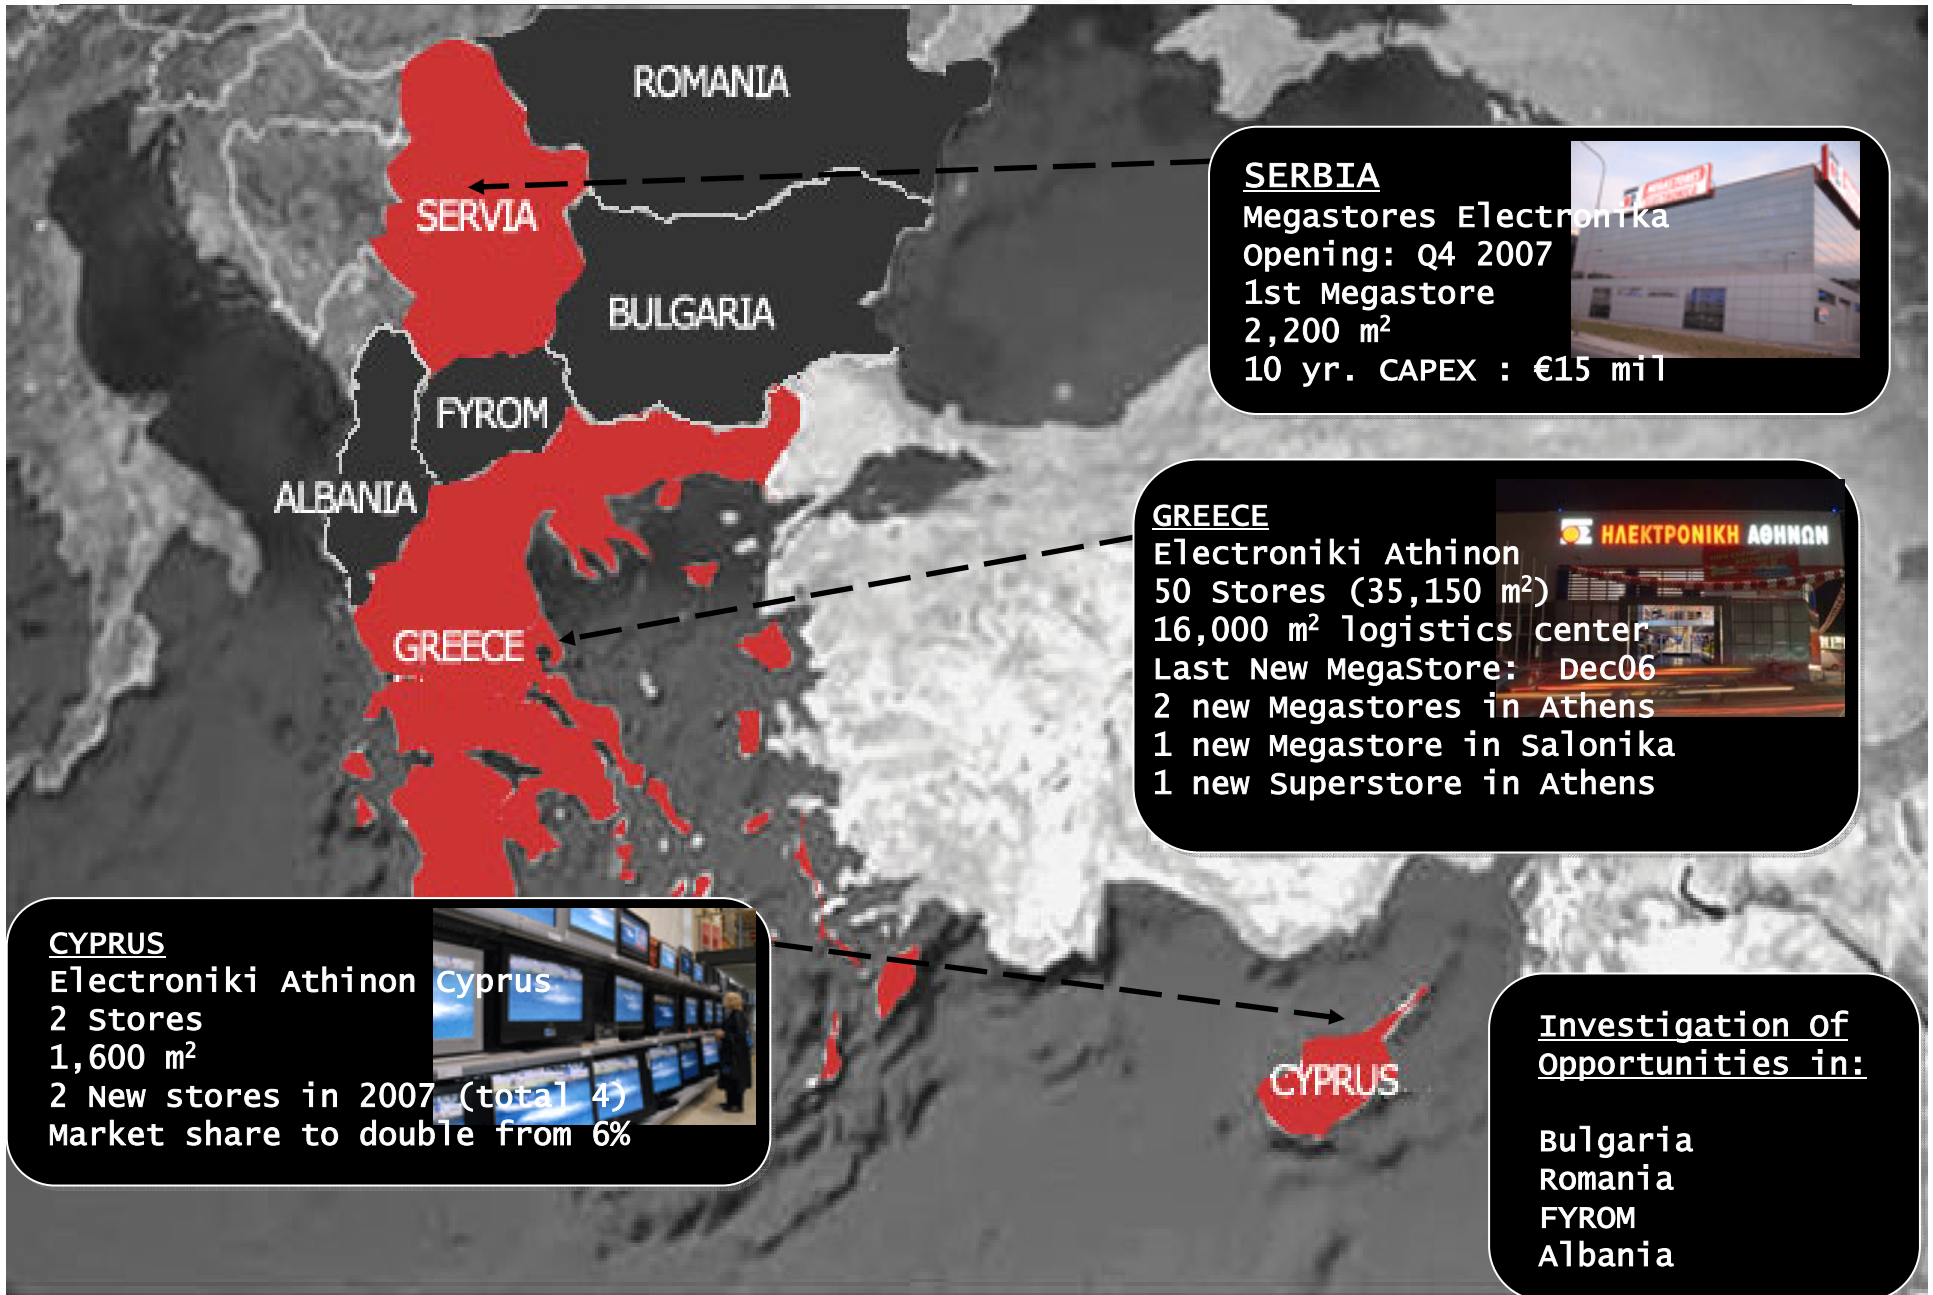 ROMANIA
SERVIA
BULGARIA
FYROM
ALBANIA
GREECE
CYPRUS
SERBIA
Megastores Electronika
Opening: Q4 2007
1st Megastore
2,200 m²
10 yr. CAPEX : €15 mil
GREECE
Electroniki Athinon
50 Stores (35,150 m²)
16,000 m² logistics center
Last New MegaStore:  Dec06
2 new Megastores in Athens
1 new Megastore in Salonika
1 new Superstore in Athens
ΗΛΕΚΤΡΟΝΙΚΗ ΑΘΗΝΩΝ
CYPRUS
Electroniki Athinon Cyprus
2 Stores
1,600 m²
2 New stores in 2007 (total 4)
Market share to double from 6%
Investigation Of
Opportunities in:
Bulgaria
Romania
FYROM
Albania